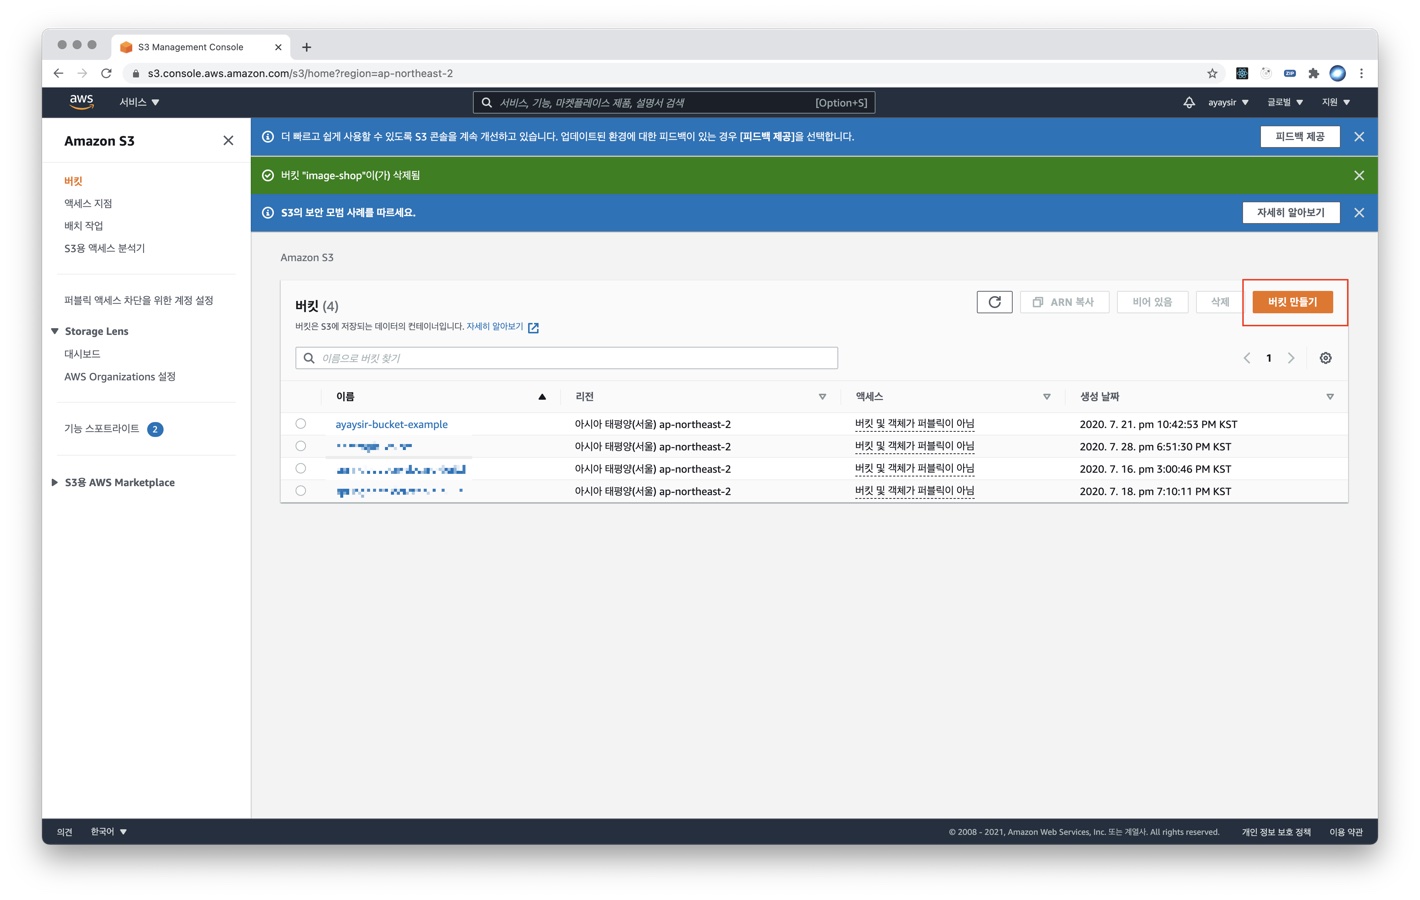 S3 Management Console
s3.console.aws.amazon.com/s3/home?region=ap-northeast-2
ZIP
aws
서비스
서비스, 기능, 마켓플레이스 제품, 설명서 검색
[Option+S]
ayaysir
글로벌
지원
Amazon S3
버킷
액세스 지점
배치 작업
S3용 액세스 분석기
퍼블릭 액세스 차단을 위한 계정 설정
Storage Lens
대시보드
AWS Organizations 설정
기능 스포트라이트 2
S3용 AWS Marketplace
더 빠르고 쉽게 사용할 수 있도록 S3 콘솔을 계속 개선하고 있습니다. 업데이트된 환경에 대한 피드백이 있는 경우 [피드백 제공]을 선택합니다.
피드백 제공
버킷 "image-shop"이(가) 삭제됨
S3의 보안 모범 사례를 따르세요.
자세히 알아보기
Amazon S3
버킷 (4)
버킷은 S3에 저장되는 데이터의 컨테이너입니다. 자세히 알아보기
ARN 복사
비어 있음
삭제
버킷 만들기
이름으로 버킷 찾기
1
이름 리전 액세스 생성 날짜
ayaysir-bucket-example 아시아 태평양(서울) ap-northeast-2 버킷 및 객체가 퍼블릭이 아님 2020. 7. 21. pm 10:42:53 PM KST
아시아 태평양(서울) ap-northeast-2 버킷 및 객체가 퍼블릭이 아님 2020. 7. 28. pm 6:51:30 PM KST
아시아 태평양(서울) ap-northeast-2 버킷 및 객체가 퍼블릭이 아님 2020. 7. 16. pm 3:00:46 PM KST
아시아 태평양(서울) ap-northeast-2 버킷 및 객체가 퍼블릭이 아님 2020. 7. 18. pm 7:10:11 PM KST
의견
한국어
© 2008 - 2021, Amazon Web Services, Inc. 또는 계열사. All rights reserved.
개인 정보 보호 정책
이용 약관